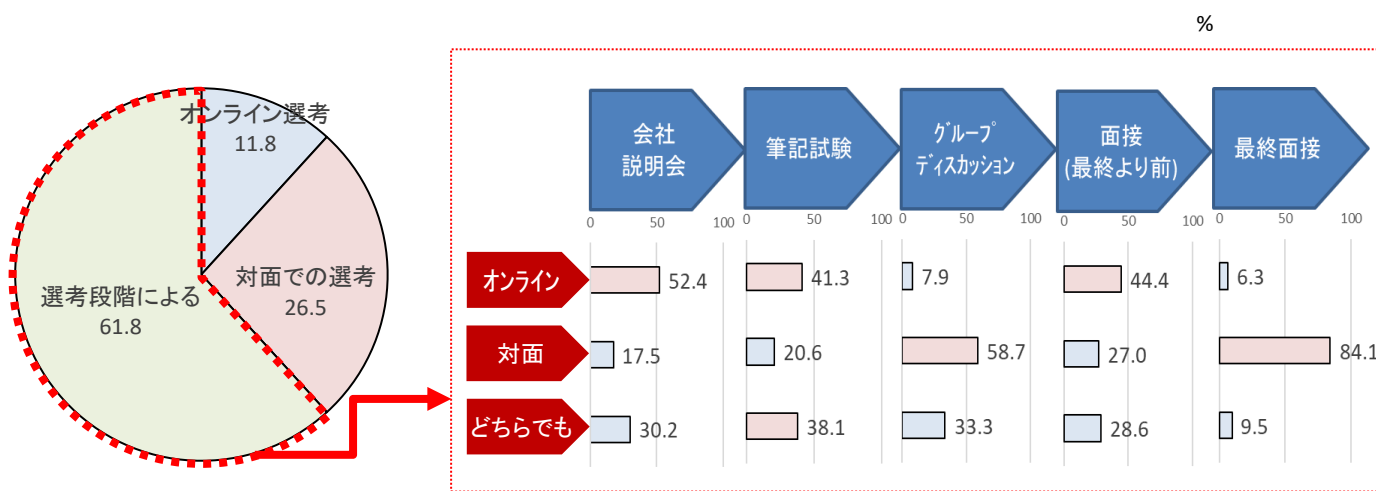 %
オンライン選考
11.8
対面での選考
26.5
選考段階による
61.8
会社
説明会
筆記試験
グループ
ディスカッション
面接
(最終より前)
最終面接
0 50 100
0 50 100
0 50 100
0 50 100
0 50 100
オンライン
52.4
41.3
7.9
44.4
6.3
対面
17.5
20.6
58.7
27.0
84.1
どちらでも
30.2
38.1
33.3
28.6
9.5